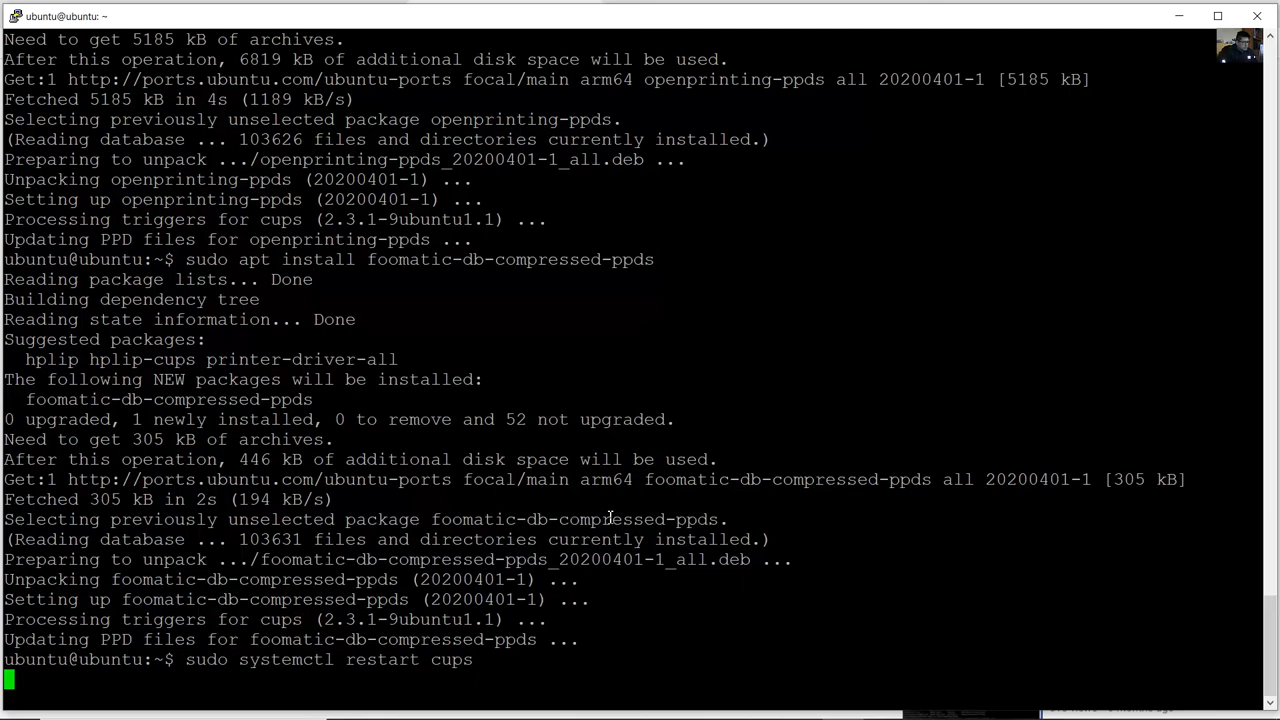 ubuntu@ubuntu: ~
Need to get 5185 kB of archives.
After this operation, 6819 kB of additional disk space will be used.
Get:1 http://ports.ubuntu.com/ubuntu-ports focal/main arm64 openprinting-ppds all 20200401-1 [5185 kB]
Fetched 5185 kB in 4s (1189 kB/s)
Selecting previously unselected package openprinting-ppds.
(Reading database ... 103626 files and directories currently installed.)
Preparing to unpack .../openprinting-ppds_20200401-1_all.deb ...
Unpacking openprinting-ppds (20200401-1) ...
Setting up openprinting-ppds (20200401-1) ...
Processing triggers for cups (2.3.1-9ubuntu1.1) ...
Updating PPD files for openprinting-ppds ...
ubuntu@ubuntu:~$ sudo apt install foomatic-db-compressed-ppds
Reading package lists... Done
Building dependency tree
Reading state information... Done
Suggested packages:
  hplip hplip-cups printer-driver-all
The following NEW packages will be installed:
  foomatic-db-compressed-ppds
0 upgraded, 1 newly installed, 0 to remove and 52 not upgraded.
Need to get 305 kB of archives.
After this operation, 446 kB of additional disk space will be used.
Get:1 http://ports.ubuntu.com/ubuntu-ports focal/main arm64 foomatic-db-compressed-ppds all 20200401-1 [305 kB]
Fetched 305 kB in 2s (194 kB/s)
Selecting previously unselected package foomatic-db-compressed-ppds.
(Reading database ... 103631 files and directories currently installed.)
Preparing to unpack .../foomatic-db-compressed-ppds_20200401-1_all.deb ...
Unpacking foomatic-db-compressed-ppds (20200401-1) ...
Setting up foomatic-db-compressed-ppds (20200401-1) ...
Processing triggers for cups (2.3.1-9ubuntu1.1) ...
Updating PPD files for foomatic-db-compressed-ppds ...
ubuntu@ubuntu:~$ sudo systemctl restart cups